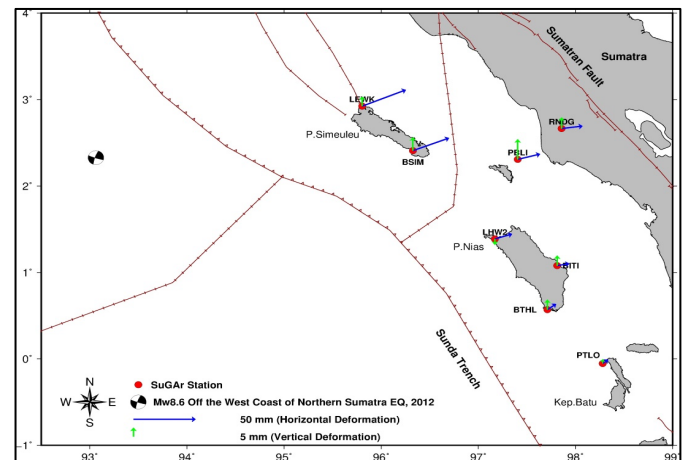 4°
Sumatran Fault
Sumatra
3°
LEWK
RNDG
P.Simeuleu
BSIM
PBLI
2°
LHW2
P.Nias
1°
BITI
BTHL
Sunda Trench
PTLO
0°
N
W E
S
SuGAr Station
Mw8.6 Off the West Coast of Northern Sumatra EQ, 2012
Kep.Batu
50 mm (Horizontal Deformation)
5 mm (Vertical Deformation)
−1°
93° 94° 95° 96° 97° 98° 99°